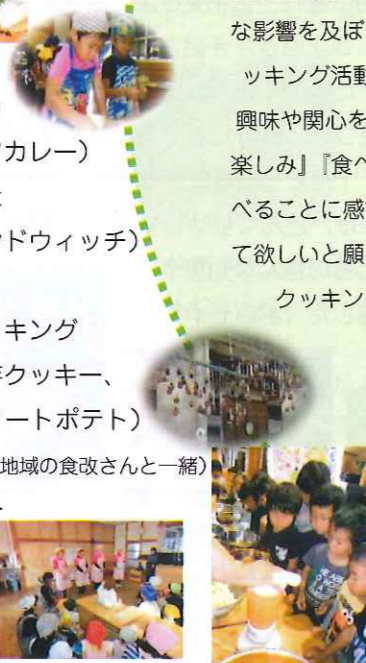 カレー）
ドウィッチ）
キング
クッキー、
ートポテト）
地域の食改さんと一緒）
な影響を及ぼ
ッキング活動
興味や関心を
楽しみ』『食べ
べることに感
て欲しいと願
クッキン